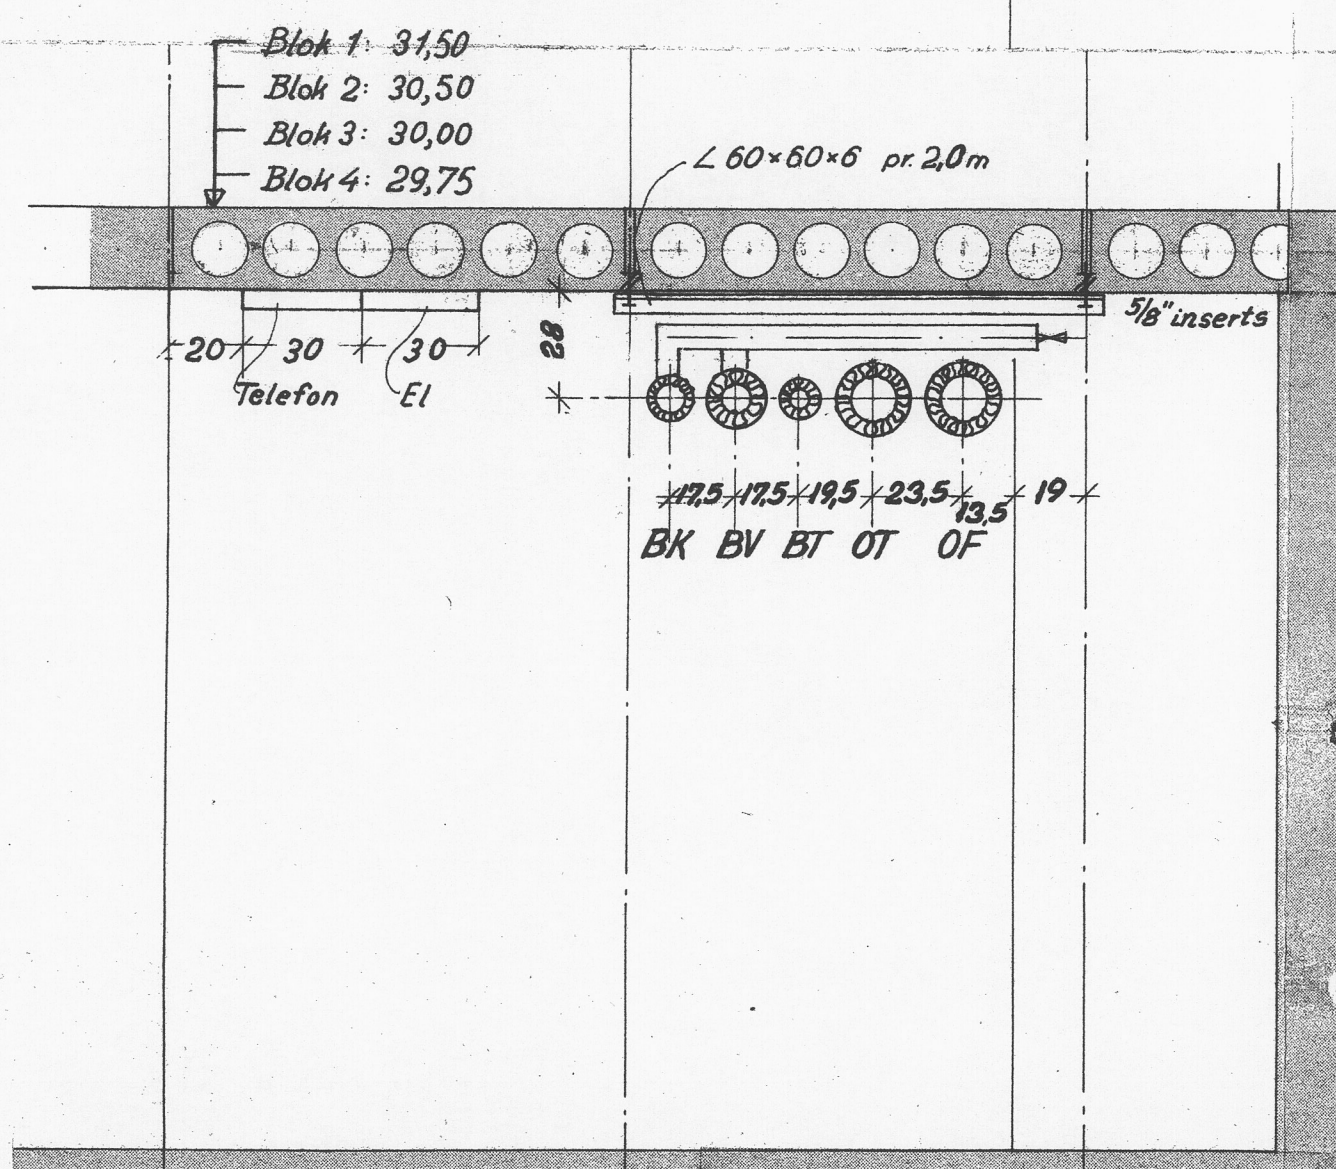 Blok 1: 31,50
Blok 2: 30,50
Blok 3: 30,00
Blok 4: 29,75
∠ 60×60×6 pr. 2,0m
5/8" inserts
28
20 30 30
Telefon El
17,5 17,5 19,5 23,5 13,5 19
BK BV BT OT OF